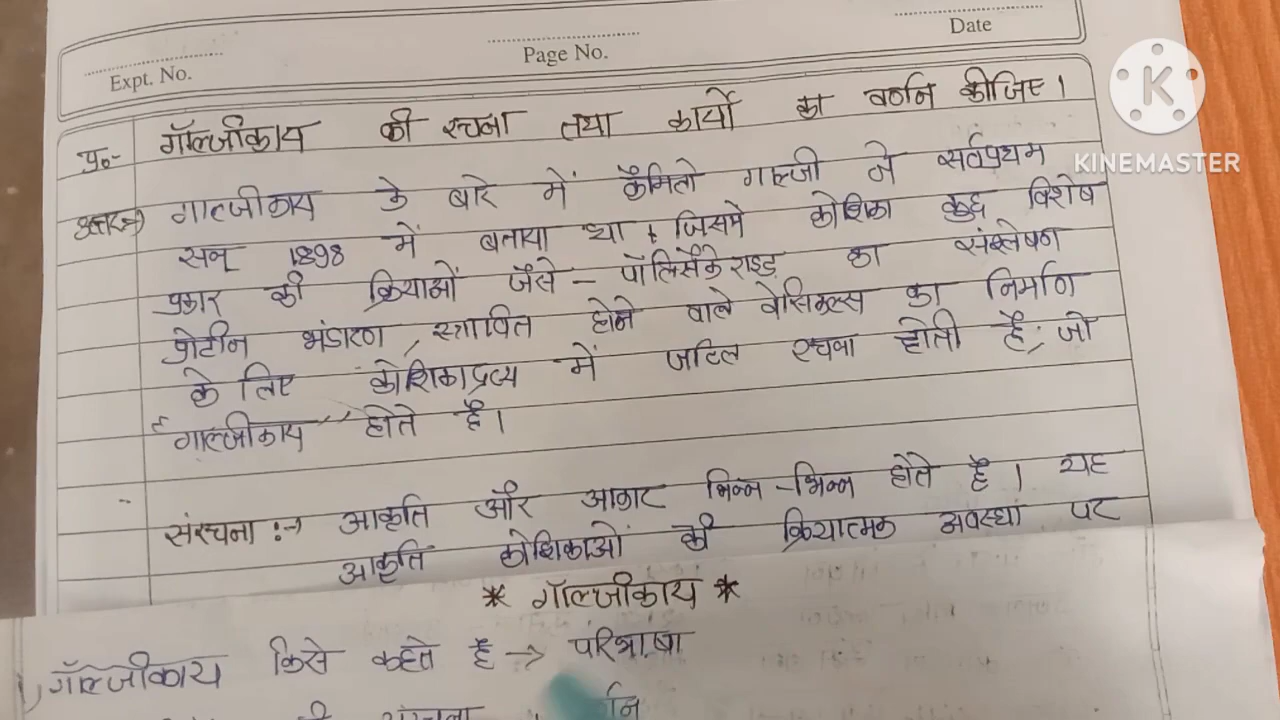 Expt. No.
Page No.
Date
प्र०- गॉल्जीकाय की रचना तथा कार्यो का वर्णन कीजिए।
उत्तर→ गाल्जीकाय के बारे में कैमितो गाल्जी ने सर्वप्रथम
सन् 1898 में बताया था। जिसमे कोशिका कुछ विशेष
प्रकार की क्रियाओं जैसे - पॉलिसैकेराइड का संश्लेषण
प्रोटीन भंडारण, स्त्रावित होने वाले वेसिकल्स का निर्माण
के लिए कोशिकाद्रव्य में जटिल रचना होती है; जो
"गाल्जीकाय" होते है।
संरचना :→ आकृति और आकार भिन्न-भिन्न होते है। यह
आकृति कोशिकाओं की क्रियात्मक अवस्था पर
* गॉल्जीकाय *
गॉल्जीकाय किसे कहते है → परिभाषा
KINEMASTER